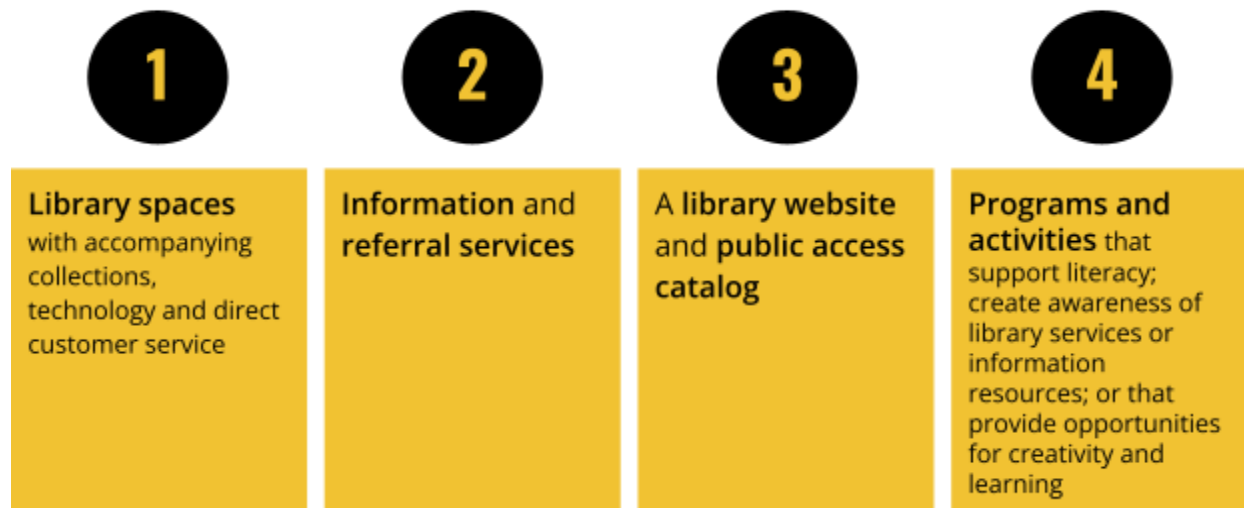 1
Library spaces
with accompanying
collections,
technology and direct
customer service
2
Information and
referral services
3
A library website
and public access
catalog
4
Programs and
activities that
support literacy;
create awareness of
library services or
information
resources; or that
provide opportunities
for creativity and
learning